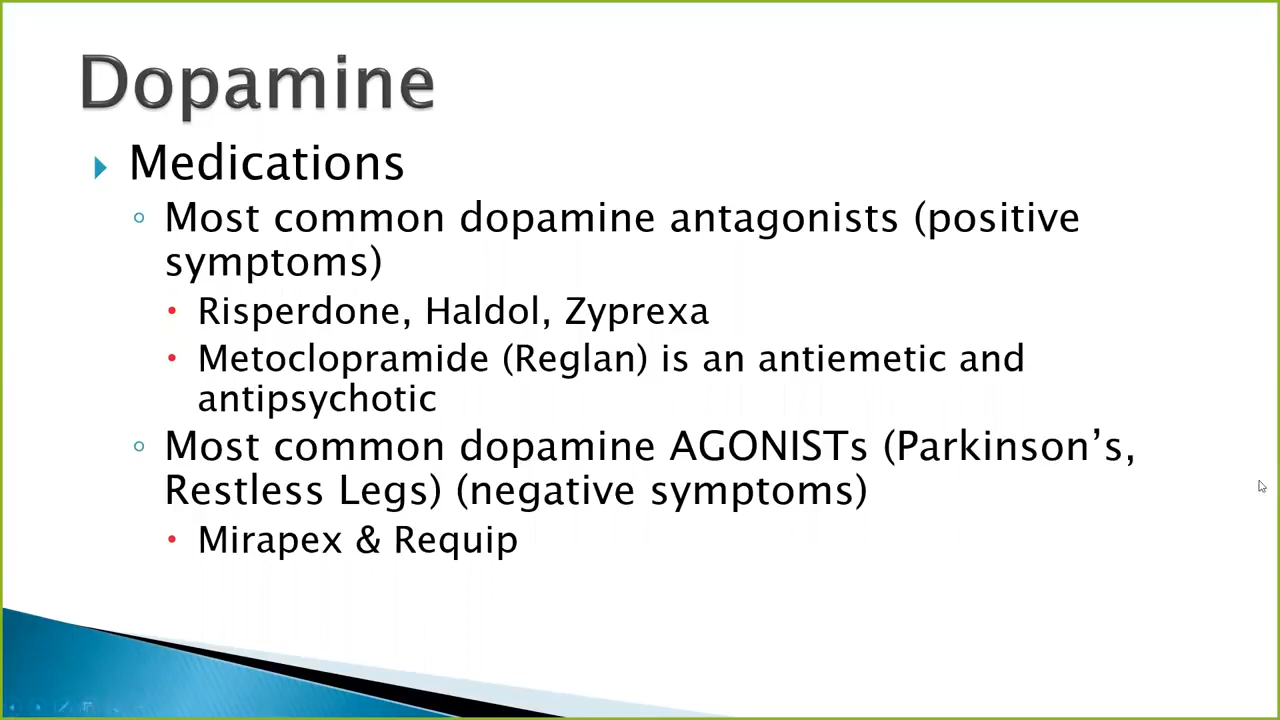 Dopamine
Medications
Most common dopamine antagonists (positive
symptoms)
Risperdone, Haldol, Zyprexa
Metoclopramide (Reglan) is an antiemetic and
antipsychotic
Most common dopamine AGONISTs (Parkinson’s,
Restless Legs) (negative symptoms)
Mirapex & Requip